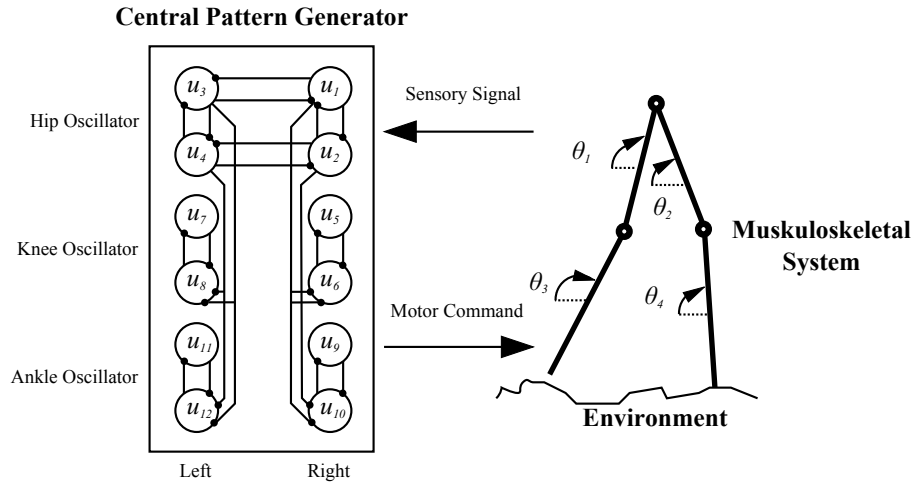 Central Pattern Generator
u3
u1
Hip Oscillator
u4
u2
u7
u5
Knee Oscillator
u8
u6
u11
u9
Ankle Oscillator
u12
u10
Left
Right
Sensory Signal
Motor Command
θ1
θ2
θ3
θ4
Muskuloskeletal
System
Environment